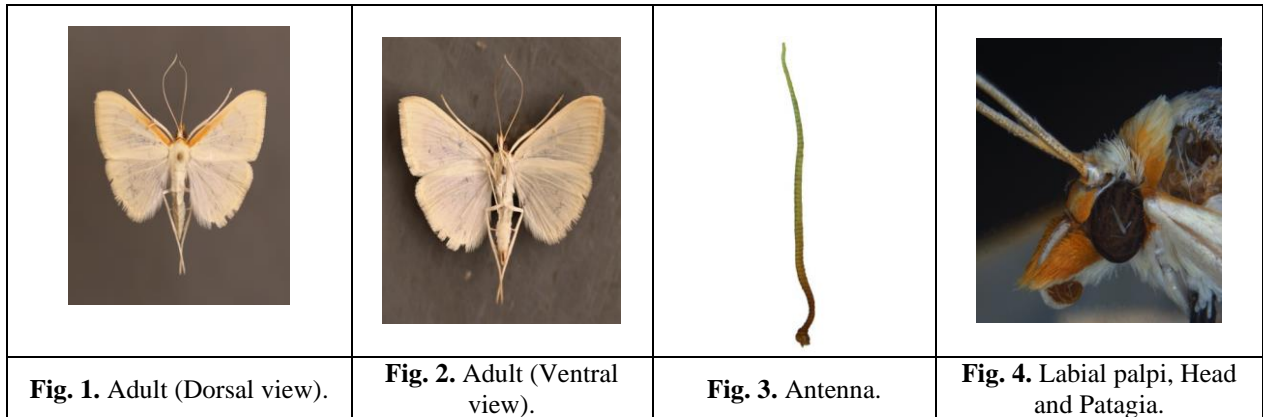 Fig. 1. Adult (Dorsal view).
Fig. 2. Adult (Ventral
view).
Fig. 3. Antenna.
Fig. 4. Labial palpi, Head
and Patagia.